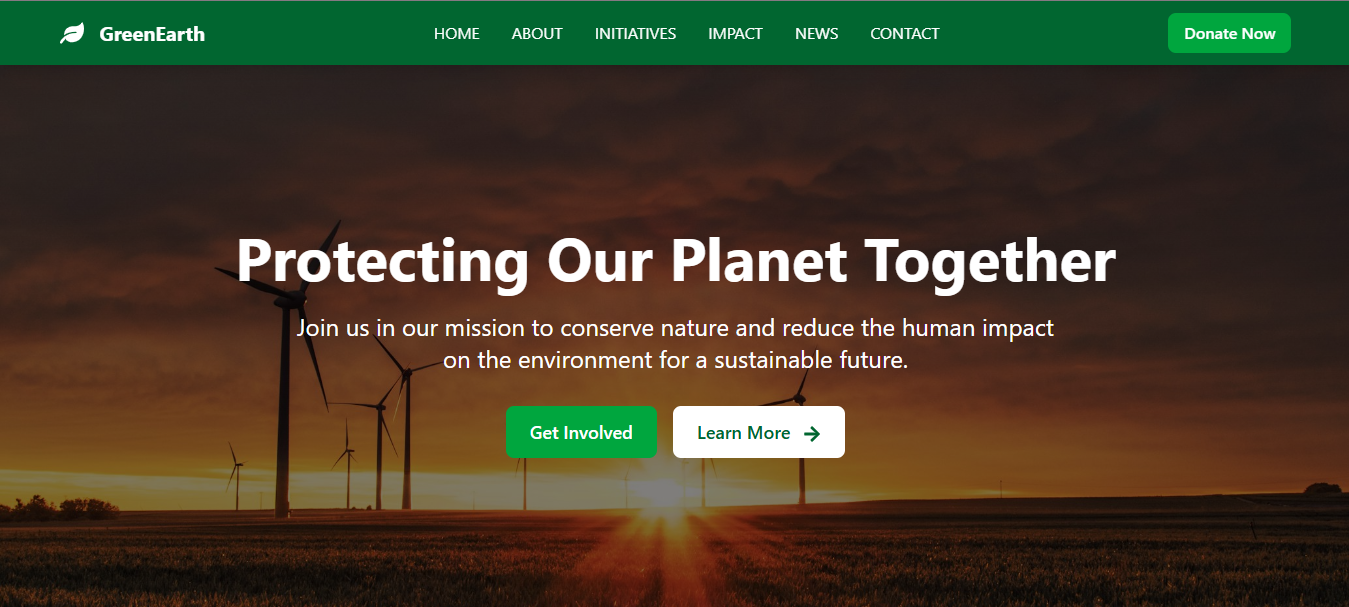 GreenEarth
HOME ABOUT INITIATIVES IMPACT NEWS CONTACT
Donate Now
Protecting Our Planet Together
Join us in our mission to conserve nature and reduce the human impact
on the environment for a sustainable future.
Get Involved
Learn More →